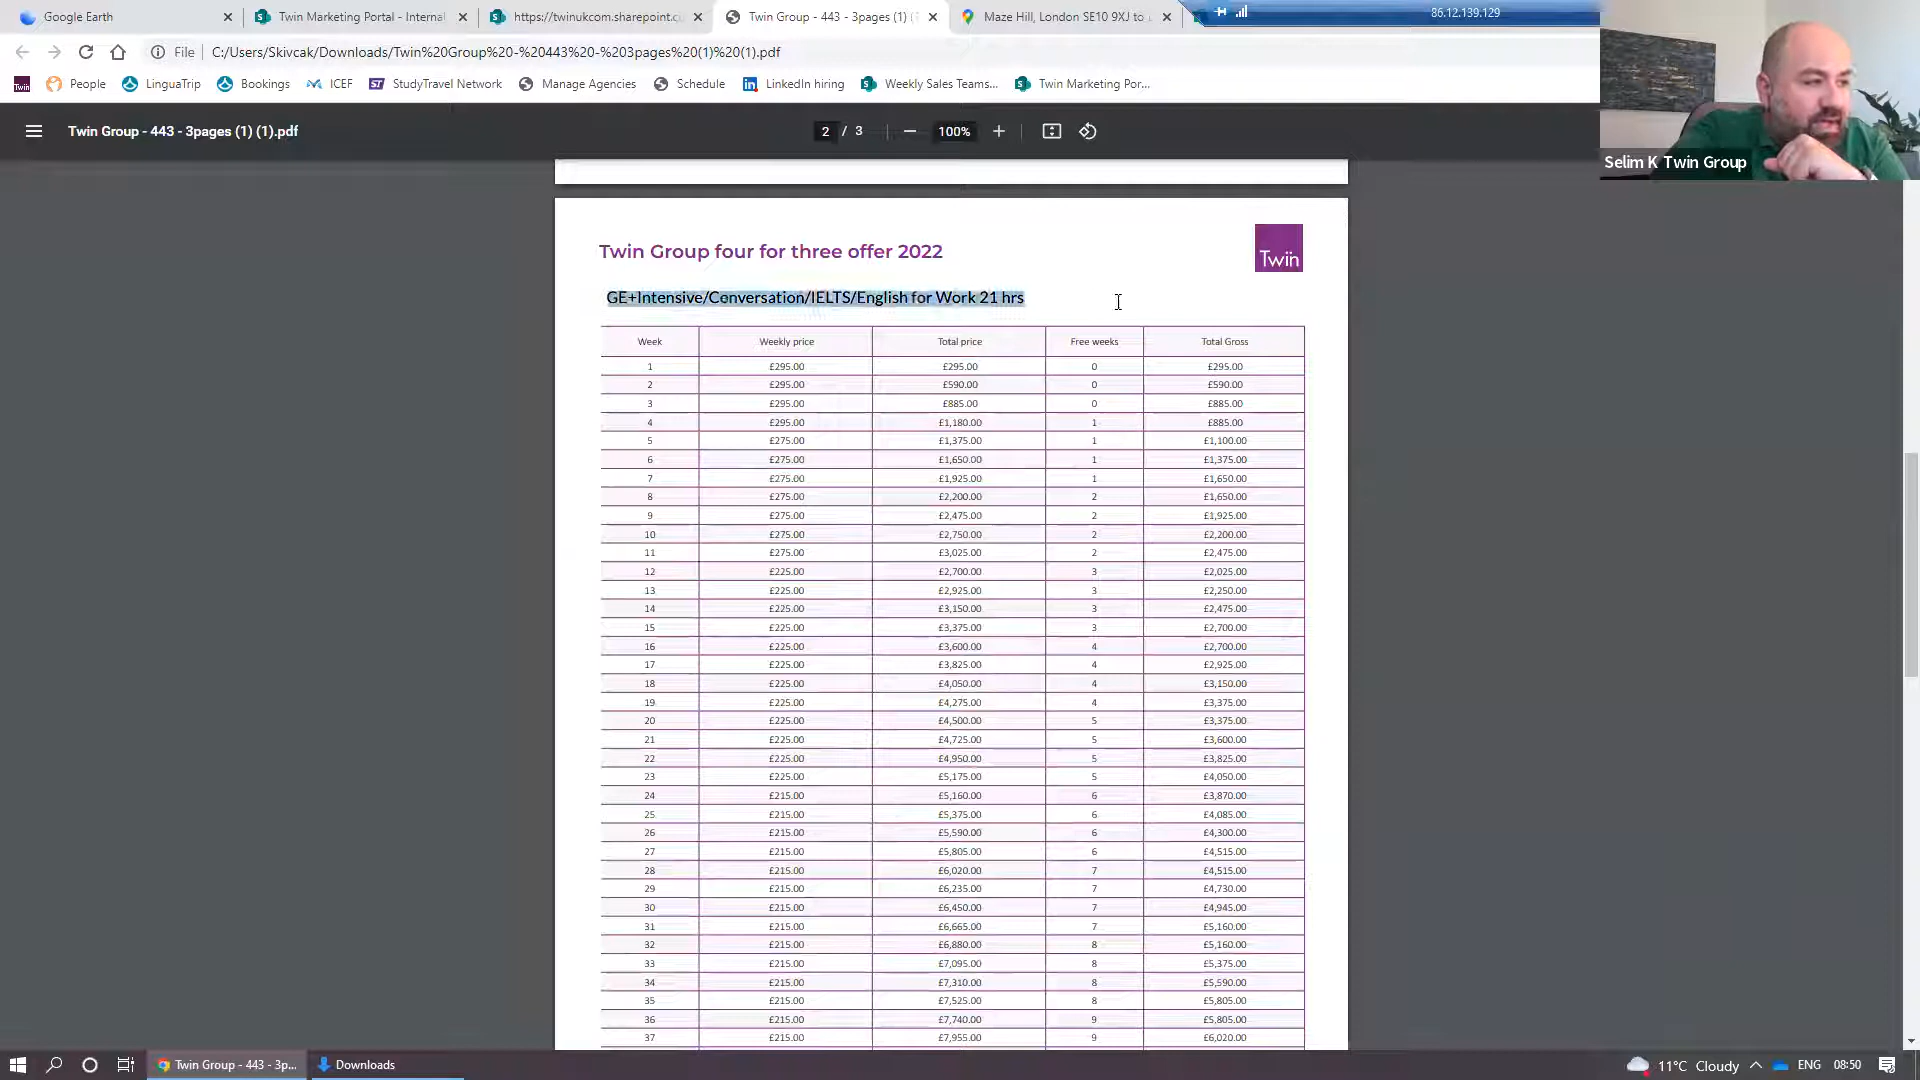 Google Earth
Twin Marketing Portal - Internal
https://twinukcom.sharepoint.c
Twin Group - 443 - 3pages (1) (
Maze Hill, London SE10 9XJ to
86.12.139.129
File C:/Users/Skivcak/Downloads/Twin%20Group%20-%20443%20-%203pages%20(1)%20(1).pdf
Twin People LinguaTrip Bookings ICEF StudyTravel Network Manage Agencies Schedule LinkedIn hiring Weekly Sales Teams... Twin Marketing Por...
Twin Group - 443 - 3pages (1) (1).pdf
2 / 3 100%
Selim K Twin Group
Twin Group four for three offer 2022
Twin
GE+Intensive/Conversation/IELTS/English for Work 21 hrs
Week Weekly price Total price Free weeks Total Gross
1 £295.00 £295.00 0 £295.00
2 £295.00 £590.00 0 £590.00
3 £295.00 £885.00 0 £885.00
4 £295.00 £1,180.00 1 £885.00
5 £275.00 £1,375.00 1 £1,100.00
6 £275.00 £1,650.00 1 £1,375.00
7 £275.00 £1,925.00 1 £1,650.00
8 £275.00 £2,200.00 2 £1,650.00
9 £275.00 £2,475.00 2 £1,925.00
10 £275.00 £2,750.00 2 £2,200.00
11 £275.00 £3,025.00 2 £2,475.00
12 £225.00 £2,700.00 3 £2,025.00
13 £225.00 £2,925.00 3 £2,250.00
14 £225.00 £3,150.00 3 £2,475.00
15 £225.00 £3,375.00 3 £2,700.00
16 £225.00 £3,600.00 4 £2,700.00
17 £225.00 £3,825.00 4 £2,925.00
18 £225.00 £4,050.00 4 £3,150.00
19 £225.00 £4,275.00 4 £3,375.00
20 £225.00 £4,500.00 5 £3,375.00
21 £225.00 £4,725.00 5 £3,600.00
22 £225.00 £4,950.00 5 £3,825.00
23 £225.00 £5,175.00 5 £4,050.00
24 £215.00 £5,160.00 6 £3,870.00
25 £215.00 £5,375.00 6 £4,085.00
26 £215.00 £5,590.00 6 £4,300.00
27 £215.00 £5,805.00 6 £4,515.00
28 £215.00 £6,020.00 7 £4,515.00
29 £215.00 £6,235.00 7 £4,730.00
30 £215.00 £6,450.00 7 £4,945.00
31 £215.00 £6,665.00 7 £5,160.00
32 £215.00 £6,880.00 8 £5,160.00
33 £215.00 £7,095.00 8 £5,375.00
34 £215.00 £7,310.00 8 £5,590.00
35 £215.00 £7,525.00 8 £5,805.00
36 £215.00 £7,740.00 9 £5,805.00
37 £215.00 £7,955.00 9 £6,020.00
Twin Group - 443 - 3p...
Downloads
11°C Cloudy ENG 08:50